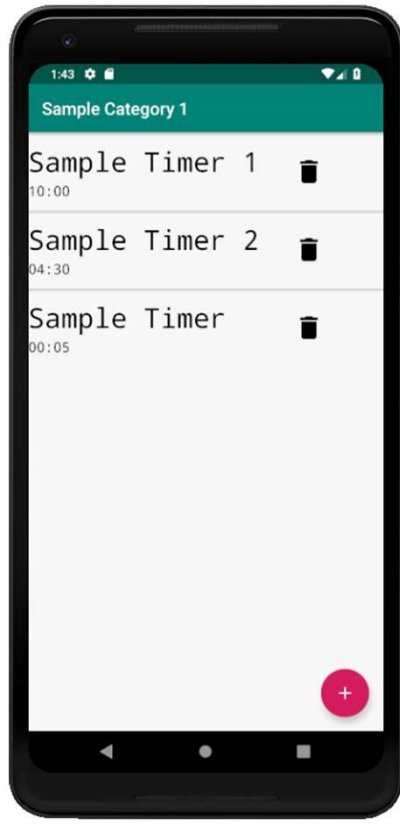 1:43
Sample Category 1
Sample Timer 1
10:00
Sample Timer 2
04:30
Sample Timer
00:05
+